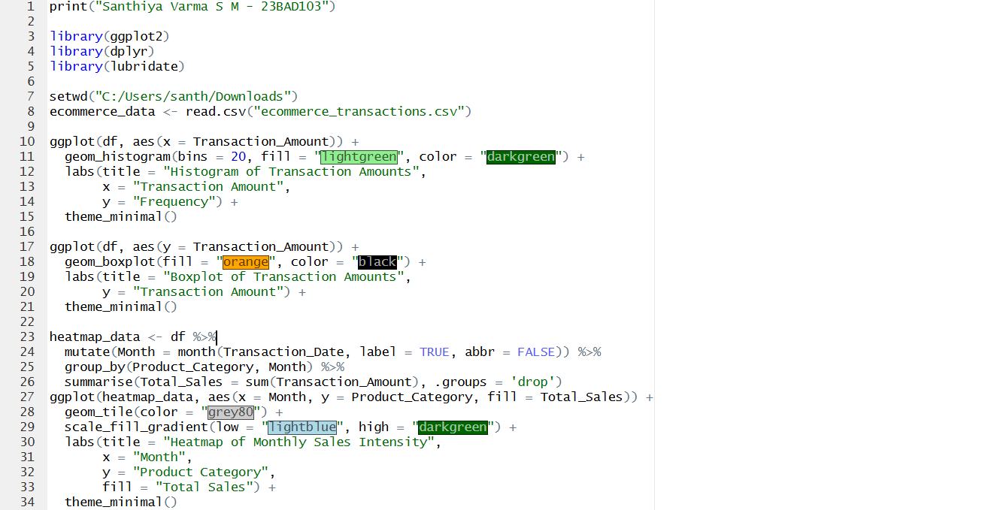 1 print("Santhiya Varma S M - 23BAD103")
2
3 library(ggplot2)
4 library(dplyr)
5 library(lubridate)
6
7 setwd("C:/Users/santh/Downloads")
8 ecommerce_data <- read.csv("ecommerce_transactions.csv")
9
10 ggplot(df, aes(x = Transaction_Amount)) +
11   geom_histogram(bins = 20, fill = "lightgreen", color = "darkgreen") +
12   labs(title = "Histogram of Transaction Amounts",
13        x = "Transaction Amount",
14        y = "Frequency") +
15   theme_minimal()
16
17 ggplot(df, aes(y = Transaction_Amount)) +
18   geom_boxplot(fill = "orange", color = "black") +
19   labs(title = "Boxplot of Transaction Amounts",
20        y = "Transaction Amount") +
21   theme_minimal()
22
23 heatmap_data <- df %>%
24   mutate(Month = month(Transaction_Date, label = TRUE, abbr = FALSE)) %>%
25   group_by(Product_Category, Month) %>%
26   summarise(Total_Sales = sum(Transaction_Amount), .groups = 'drop')
27 ggplot(heatmap_data, aes(x = Month, y = Product_Category, fill = Total_Sales)) +
28   geom_tile(color = "grey80") +
29   scale_fill_gradient(low = "lightblue", high = "darkgreen") +
30   labs(title = "Heatmap of Monthly Sales Intensity",
31        x = "Month",
32        y = "Product Category",
33        fill = "Total Sales") +
34   theme_minimal()